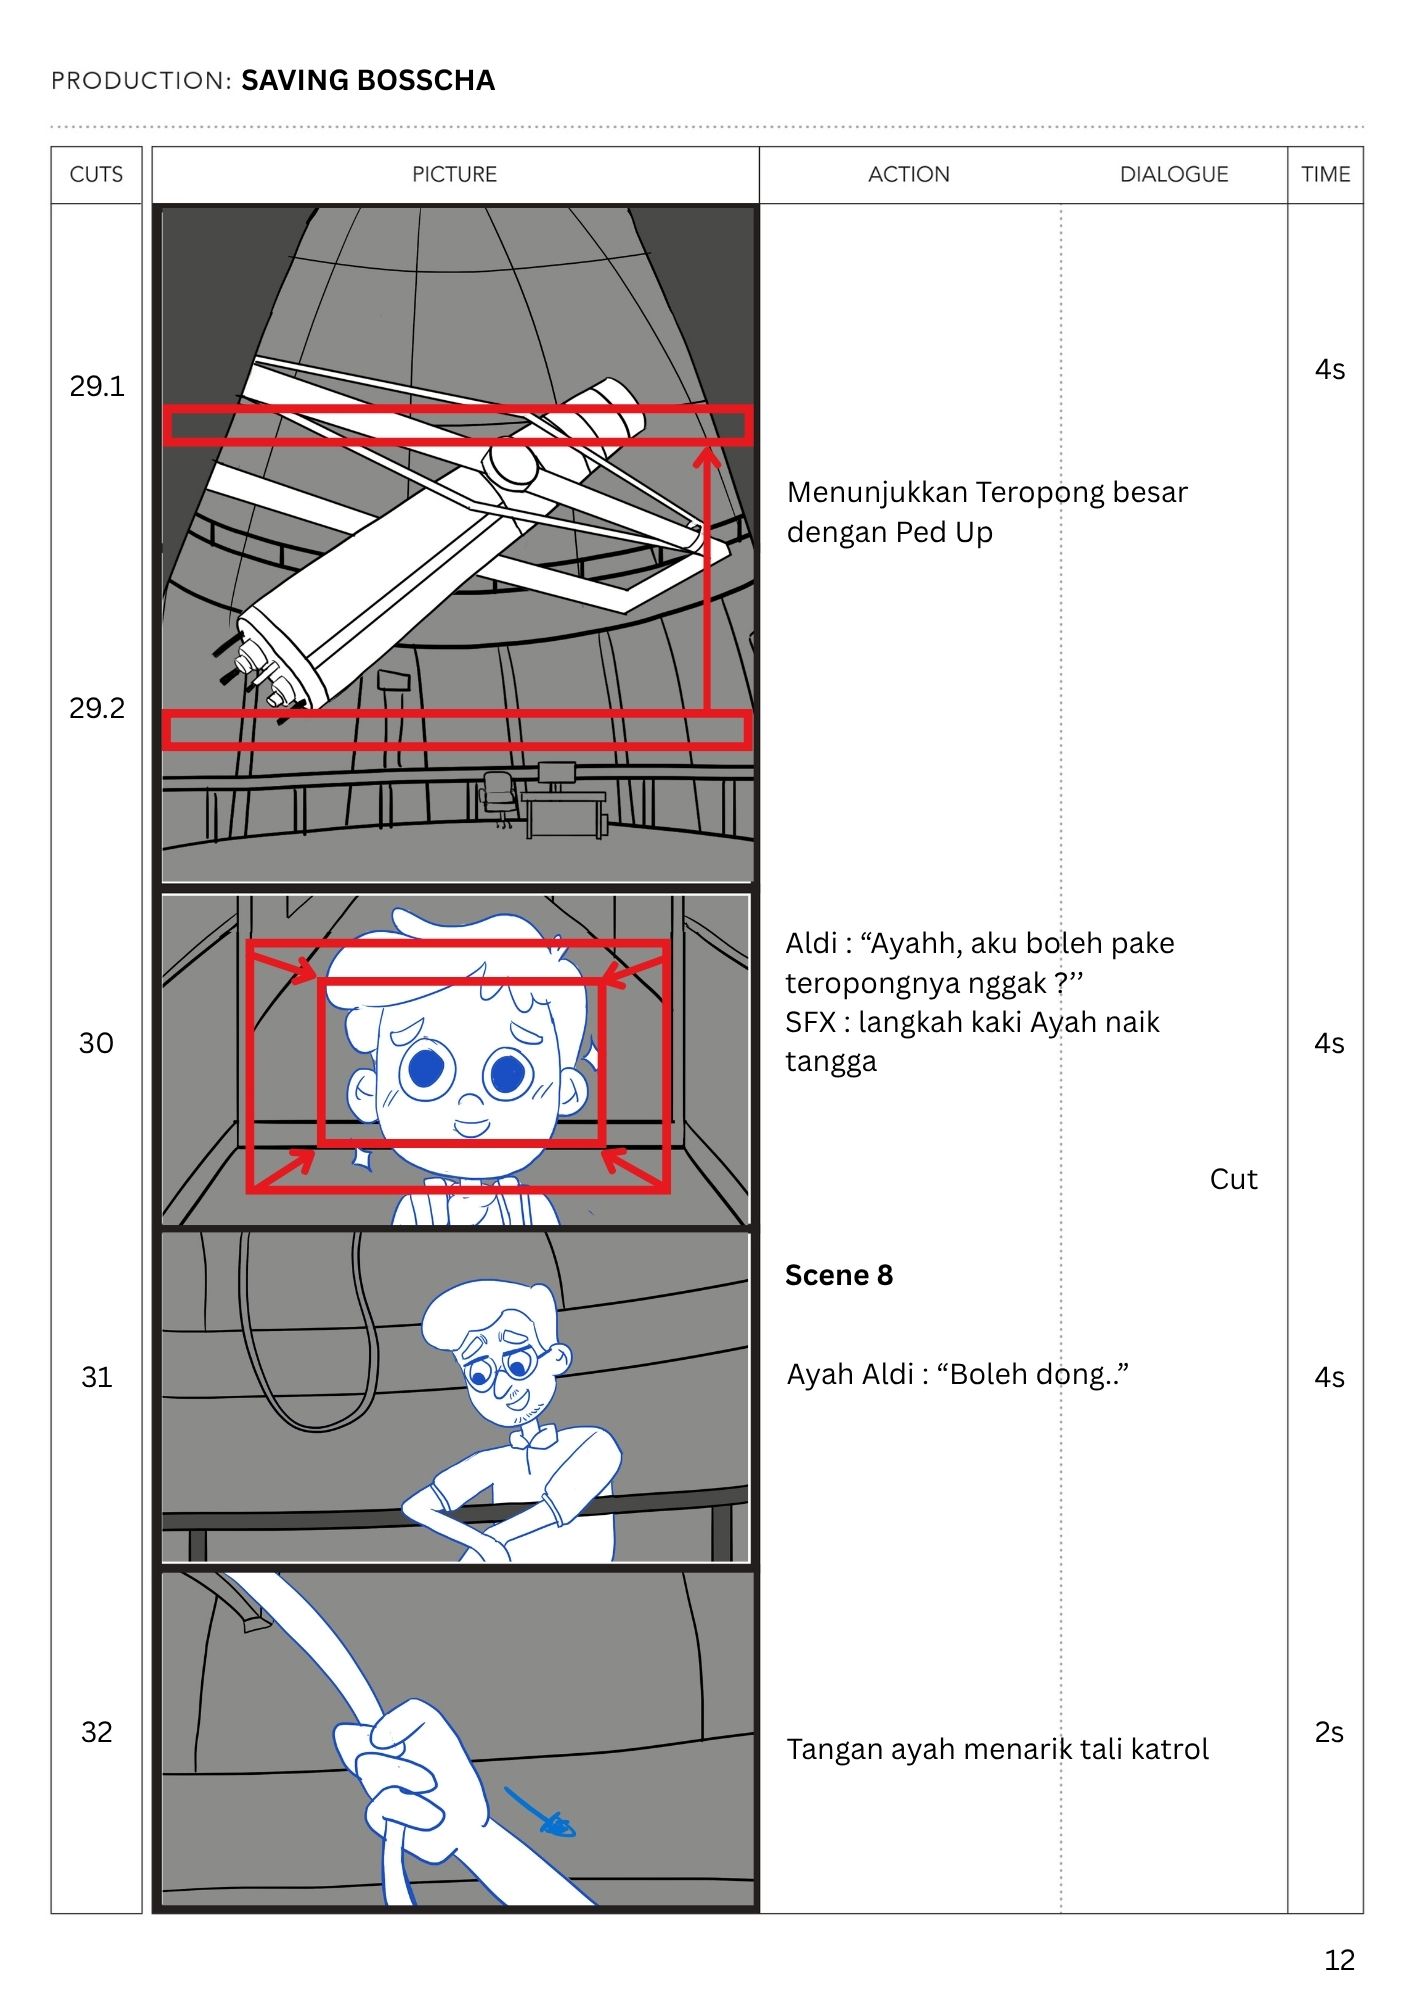 PRODUCTION: SAVING BOSSCHA
CUTS
PICTURE
ACTION
DIALOGUE
TIME
29.1
4s
Menunjukkan Teropong besar
dengan Ped Up
29.2
30
Aldi : “Ayahh, aku boleh pake
teropongnya nggak ?’’
SFX : langkah kaki Ayah naik
tangga
4s
Cut
Scene 8
31
Ayah Aldi : “Boleh dong..”
4s
32
Tangan ayah menarik tali katrol
2s
12